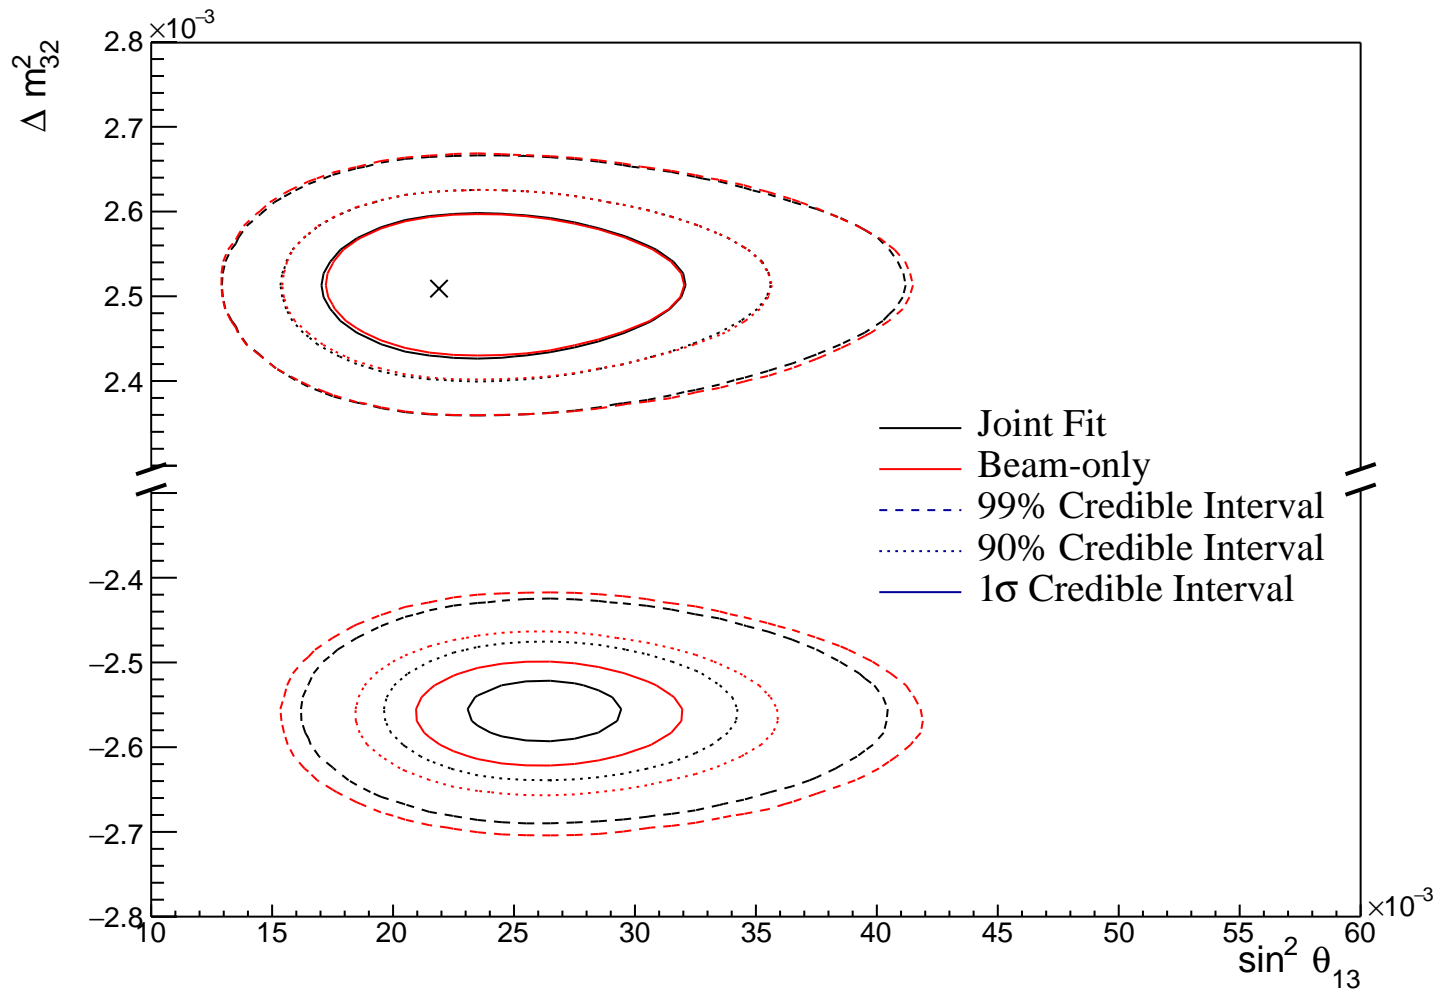 ×10⁻³
Δ m²₃₂
2.8
2.7
2.6
2.5
2.4
−2.4
−2.5
−2.6
−2.7
−2.8
Joint Fit
Beam-only
99% Credible Interval
90% Credible Interval
1σ Credible Interval
10 15 20 25 30 35 40 45 50 55 60
×10⁻³
sin² θ₁₃